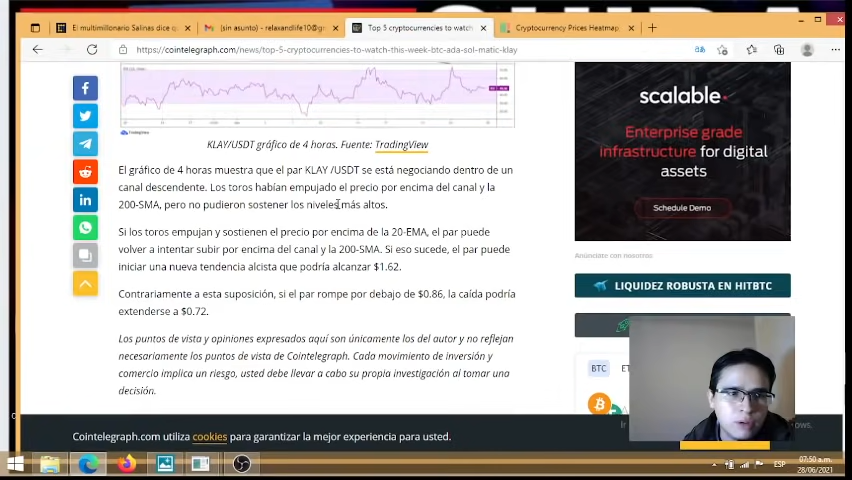 El multimillonario Salinas dice q
(sin asunto) - relaxandlife10@gm
Top 5 cryptocurrencies to watch
Cryptocurrency Prices Heatmap
https://cointelegraph.com/news/top-5-cryptocurrencies-to-watch-this-week-btc-ada-sol-matic-klay
TradingView
KLAY/USDT gráfico de 4 horas. Fuente: TradingView
El gráfico de 4 horas muestra que el par KLAY /USDT se está negociando dentro de un
canal descendente. Los toros habían empujado el precio por encima del canal y la
200-SMA, pero no pudieron sostener los niveles más altos.
Si los toros empujan y sostienen el precio por encima de la 20-EMA, el par puede
volver a intentar subir por encima del canal y la 200-SMA. Si eso sucede, el par puede
iniciar una nueva tendencia alcista que podría alcanzar $1.62.
Contrariamente a esta suposición, si el par rompe por debajo de $0.86, la caída podría
extenderse a $0.72.
Los puntos de vista y opiniones expresados aquí son únicamente los del autor y no reflejan
necesariamente los puntos de vista de Cointelegraph. Cada movimiento de inversión y
comercio implica un riesgo, usted debe llevar a cabo su propia investigación al tomar una
decisión.
scalable.
Enterprise grade
infrastructure for digital
assets
Schedule Demo
Anúnciate con nosotros
LIQUIDEZ ROBUSTA EN HITBTC
BTC
Cointelegraph.com utiliza cookies para garantizar la mejor experiencia para usted.
ESP
07:50 a.m.
28/06/2021